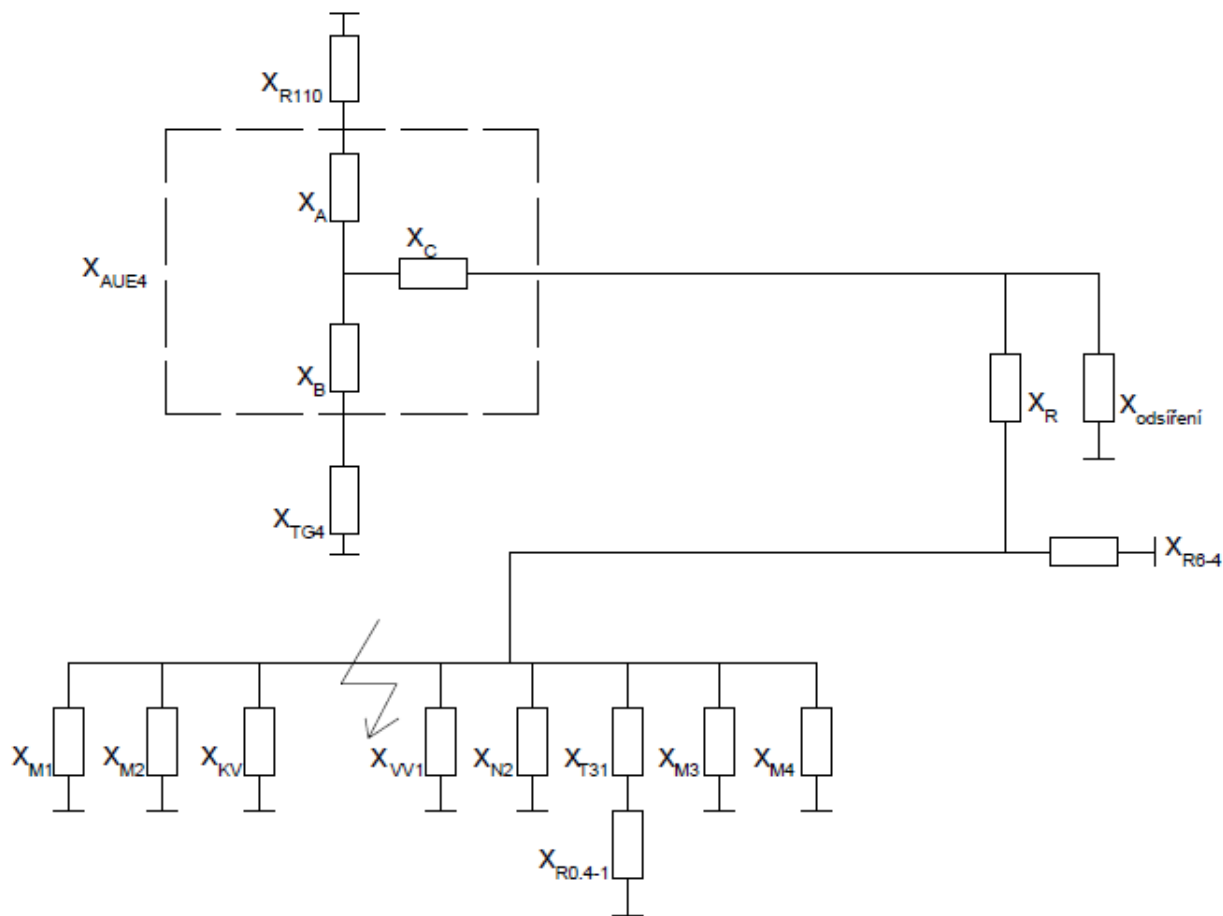 X_R110
X_A
X_C
X_AUE4
X_B
X_R
X_odsíření
X_TG4
X_R6-4
X_M1
X_M2
X_KV
X_VV1
X_N2
X_T31
X_M3
X_M4
X_R0.4-1